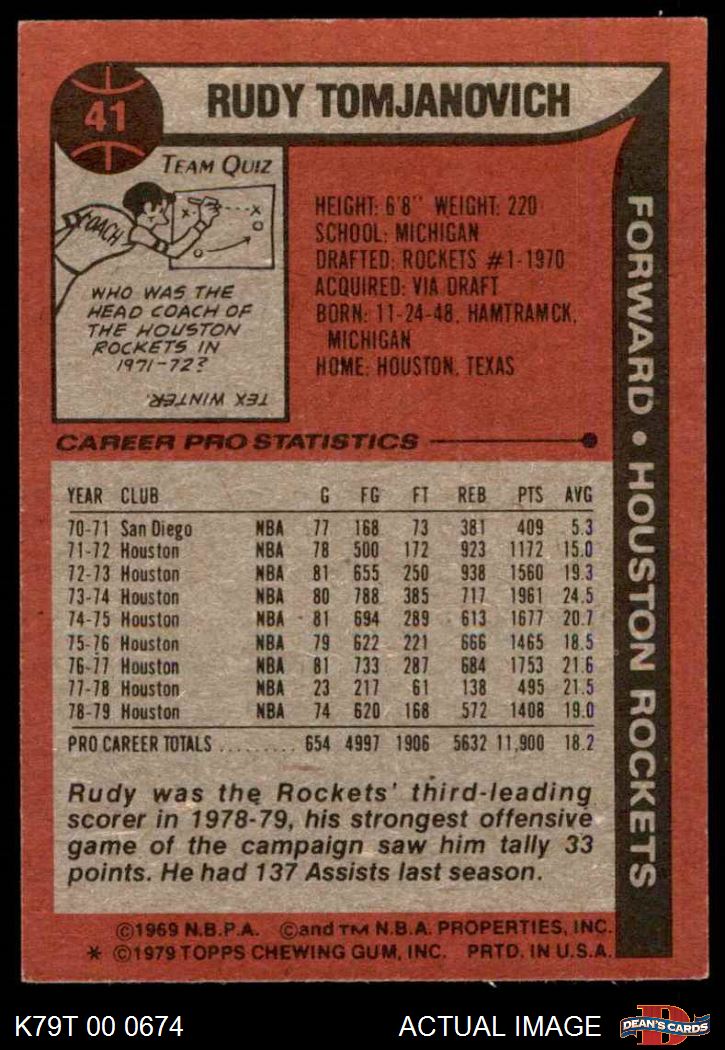 41
RUDY TOMJANOVICH
TEAM QUIZ
COACH
X X
WHO WAS THE
HEAD COACH OF
THE HOUSTON
ROCKETS IN
1971-72?
TEX WINTER
HEIGHT: 6'8" WEIGHT: 220
SCHOOL: MICHIGAN
DRAFTED: ROCKETS #1-1970
ACQUIRED: VIA DRAFT
BORN: 11-24-48, HAMTRAMCK,
MICHIGAN
HOME: HOUSTON, TEXAS
FORWARD • HOUSTON ROCKETS
CAREER PRO STATISTICS
YEAR CLUB G FG FT REB PTS AVG
70-71 San Diego NBA 77 168 73 381 409 5.3
71-72 Houston NBA 78 500 172 923 1172 15.0
72-73 Houston NBA 81 655 250 938 1560 19.3
73-74 Houston NBA 80 788 385 717 1961 24.5
74-75 Houston NBA 81 694 289 613 1677 20.7
75-76 Houston NBA 79 622 221 666 1465 18.5
76-77 Houston NBA 81 733 287 684 1753 21.6
77-78 Houston NBA 23 217 61 138 495 21.5
78-79 Houston NBA 74 620 168 572 1408 19.0
PRO CAREER TOTALS ......... 654 4997 1906 5632 11,900 18.2
Rudy was the Rockets' third-leading
scorer in 1978-79, his strongest offensive
game of the campaign saw him tally 33
points. He had 137 Assists last season.
©1969 N.B.P.A. ©and TM N.B.A. PROPERTIES, INC.
* ©1979 TOPPS CHEWING GUM, INC. PRTD. IN U.S.A.
K79T 00 0674 ACTUAL IMAGE
D
DEAN'S CARDS